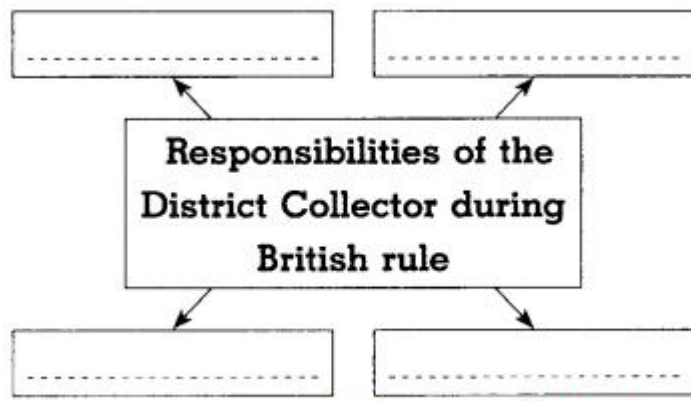 Responsibilities of the
District Collector during
British rule